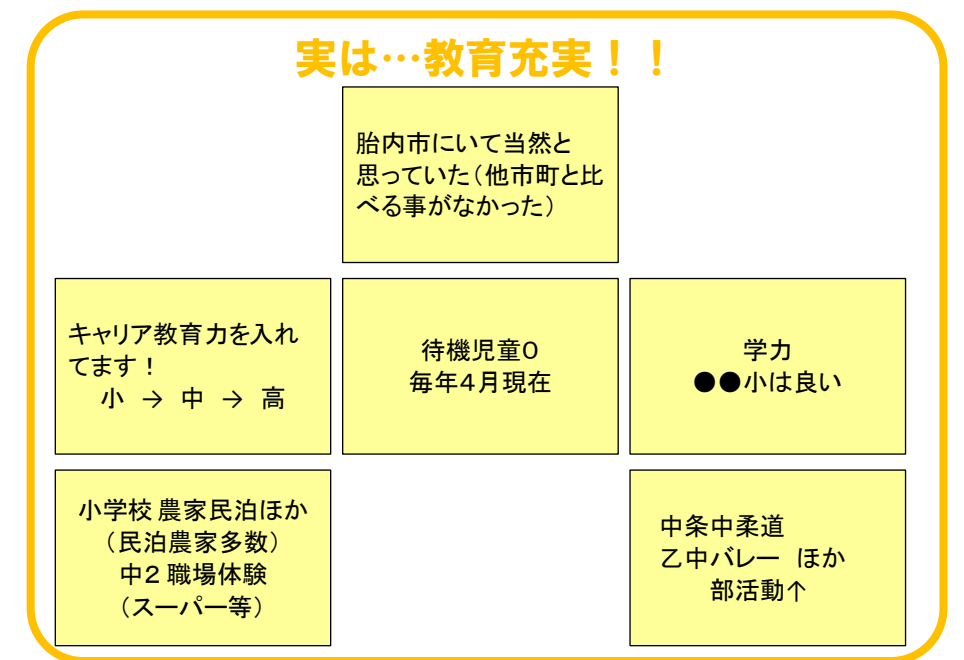 実は…教育充実！！
胎内市にいて当然と
思っていた（他市町と比
べる事がなかった）
キャリア教育力を入れ
てます！
小 → 中 → 高
待機児童０
毎年４月現在
学力
●●小は良い
小学校 農家民泊ほか
（民泊農家多数）
中２ 職場体験
（スーパー等）
中条中柔道
乙中バレー ほか
部活動↑